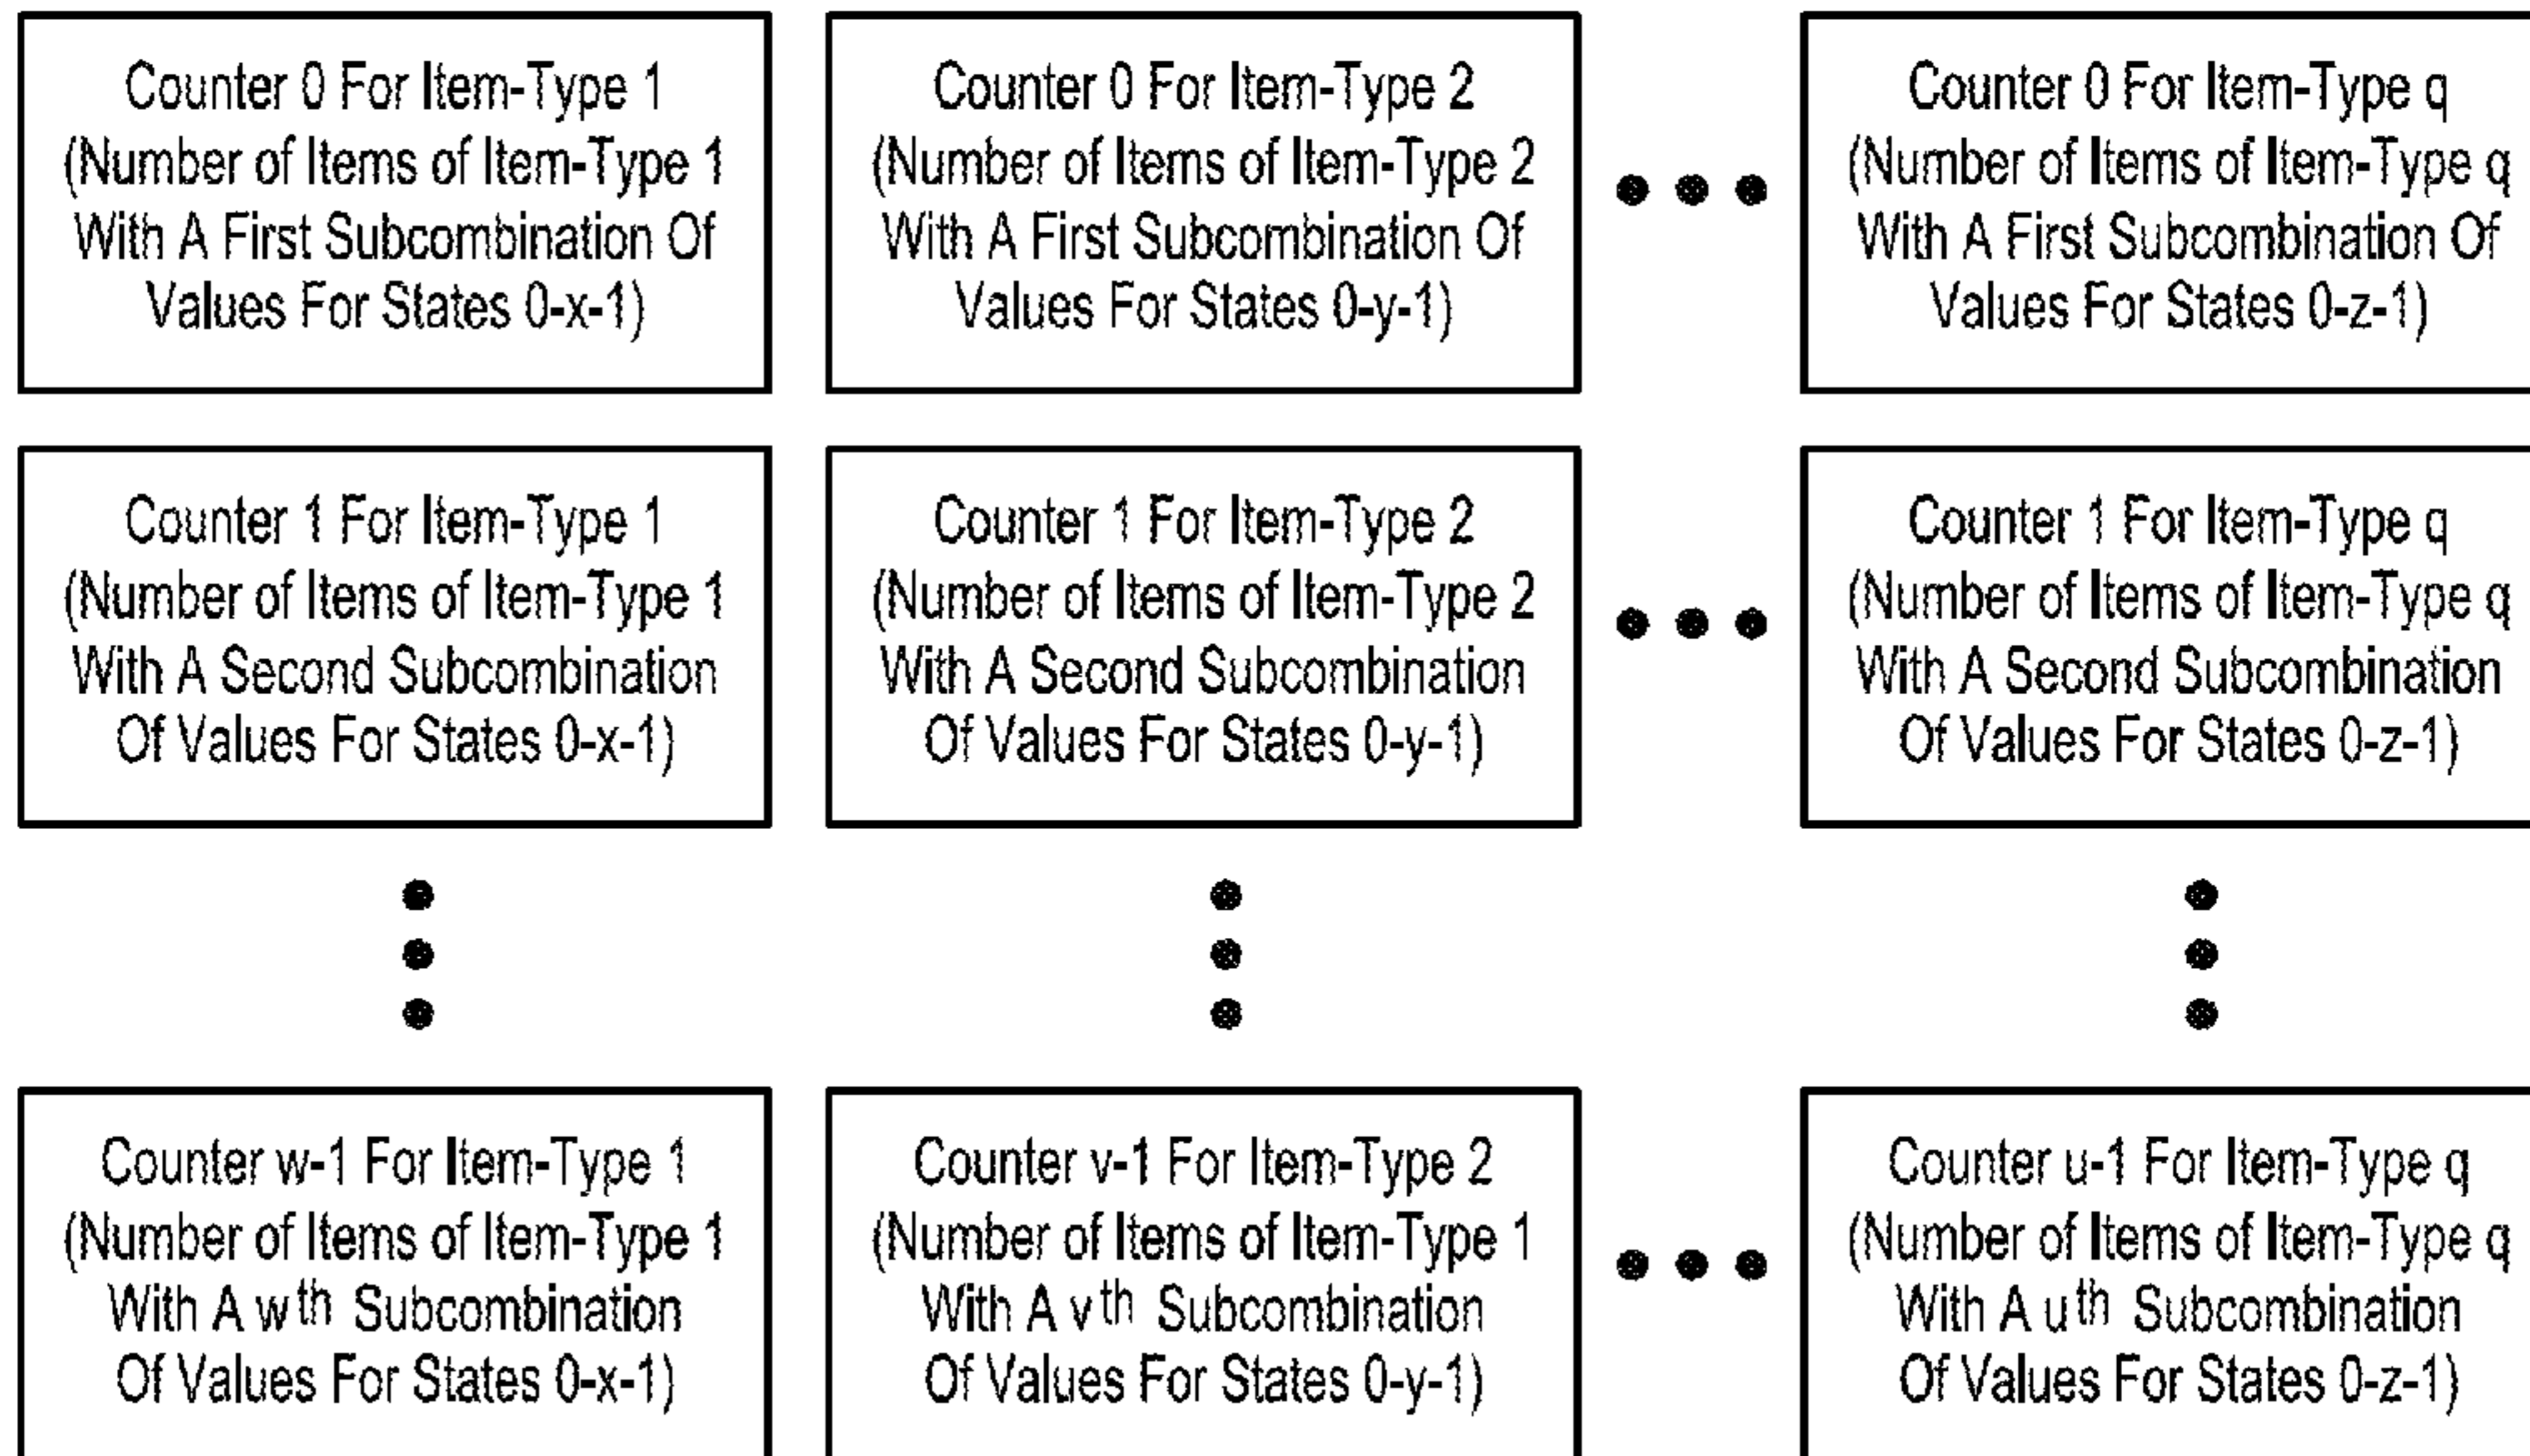 Counter 0 For Item-Type 1
(Number of Items of Item-Type 1
With A First Subcombination Of
Values For States 0-x-1)
Counter 0 For Item-Type 2
(Number of Items of Item-Type 2
With A First Subcombination Of
Values For States 0-y-1)
Counter 0 For Item-Type q
(Number of Items of Item-Type q
With A First Subcombination Of
Values For States 0-z-1)
Counter 1 For Item-Type 1
(Number of Items of Item-Type 1
With A Second Subcombination
Of Values For States 0-x-1)
Counter 1 For Item-Type 2
(Number of Items of Item-Type 2
With A Second Subcombination
Of Values For States 0-y-1)
Counter 1 For Item-Type q
(Number of Items of Item-Type q
With A Second Subcombination
Of Values For States 0-z-1)
Counter w-1 For Item-Type 1
(Number of Items of Item-Type 1
With A wth Subcombination
Of Values For States 0-x-1)
Counter v-1 For Item-Type 2
(Number of Items of Item-Type 1
With A vth Subcombination
Of Values For States 0-y-1)
Counter u-1 For Item-Type q
(Number of Items of Item-Type q
With A uth Subcombination
Of Values For States 0-z-1)